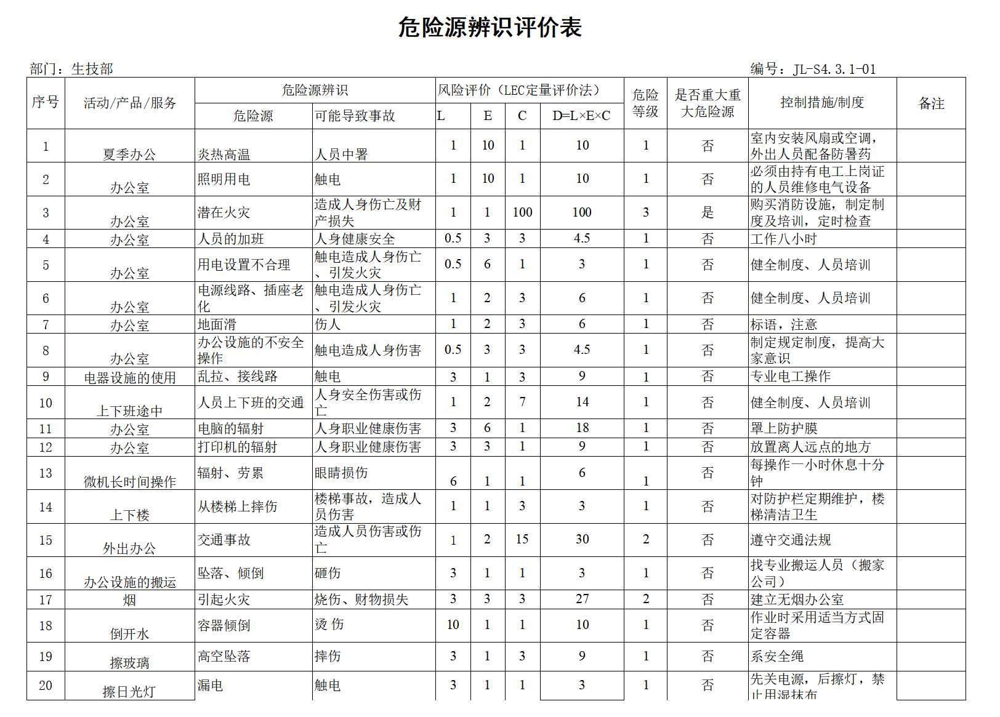 危险源辨识评价表
部门：生技部 编号：JL-S4.3.1-01
序号 活动/产品/服务 危险源辨识 风险评价（LEC定量评价法） 危险等级 是否重大重大危险源 控制措施/制度 备注
危险源 可能导致事故 L E C D=L×E×C
1 夏季办公 炎热高温 人员中署 1 10 1 10 1 否 室内安装风扇或空调，外出人员配备防暑药
2 办公室 照明用电 触电 1 10 1 10 1 否 必须由持有电工上岗证的人员维修电气设备
3 办公室 潜在火灾 造成人身伤亡及财产损失 1 1 100 100 3 是 购买消防设施，制定制度及培训，定时检查
4 办公室 人员的加班 人身健康安全 0.5 3 3 4.5 1 否 工作八小时
5 办公室 用电设置不合理 触电造成人身伤亡、引发火灾 0.5 6 1 3 1 否 健全制度、人员培训
6 办公室 电源线路、插座老化 触电造成人身伤亡、引发火灾 1 2 3 6 1 否 健全制度、人员培训
7 办公室 地面滑 伤人 1 2 3 6 1 否 标语，注意
8 办公室 办公设施的不安全操作 触电造成人身伤害 0.5 3 3 4.5 1 否 制定规定制度，提高大家意识
9 电器设施的使用 乱拉、接线路 触电 3 1 3 9 1 否 专业电工操作
10 上下班途中 人员上下班的交通 人身安全伤害或伤亡 1 2 7 14 1 否 健全制度、人员培训
11 办公室 电脑的辐射 人身职业健康伤害 3 6 1 18 1 否 罩上防护膜
12 办公室 打印机的辐射 人身职业健康伤害 3 3 1 9 1 否 放置离人远点的地方
13 微机长时间操作 辐射、劳累 眼睛损伤 6 1 1 6 1 否 每操作一小时休息十分钟
14 上下楼 从楼梯上摔伤 楼梯事故，造成人员伤害 1 1 3 3 1 否 对防护栏定期维护，楼梯清洁卫生
15 外出办公 交通事故 造成人员伤害或伤亡 1 2 15 30 2 否 遵守交通法规
16 办公设施的搬运 坠落、倾倒 砸伤 3 1 1 3 1 否 找专业搬运人员（搬家公司）
17 烟 引起火灾 烧伤、财物损失 3 3 3 27 2 否 建立无烟办公室
18 倒开水 容器倾倒 烫 伤 10 1 1 10 1 否 作业时采用适当方式固定容器
19 擦玻璃 高空坠落 摔伤 3 1 3 9 1 否 系安全绳
20 擦日光灯 漏电 触电 3 1 1 3 1 否 先关电源，后擦灯，禁止用湿抹布